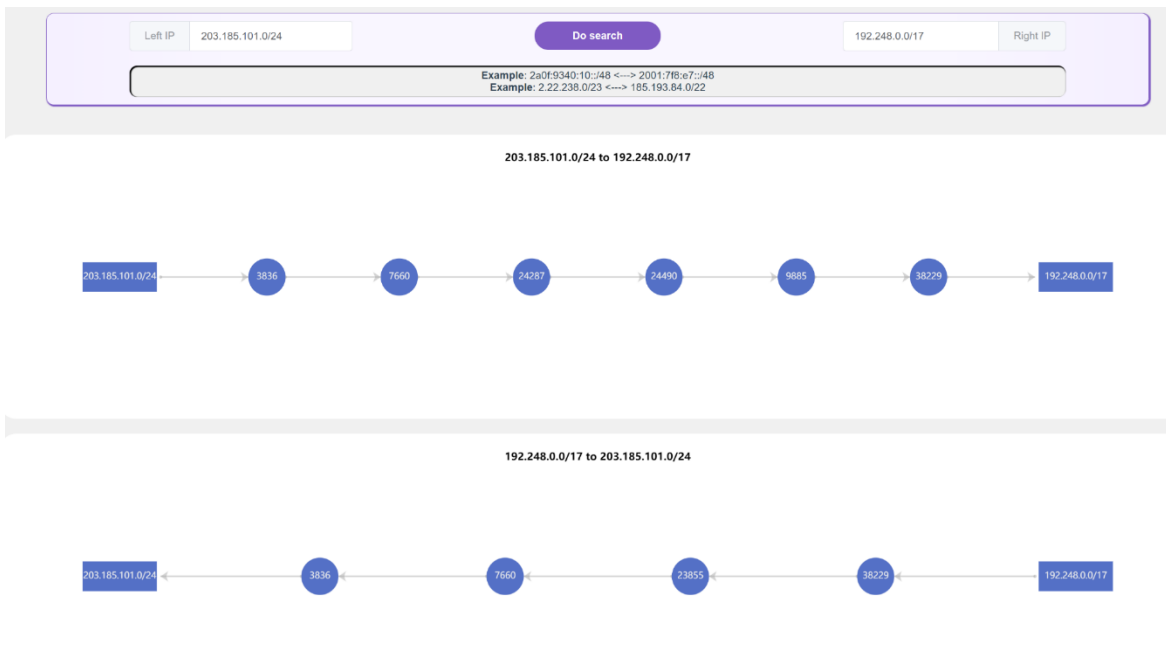 Left IP 203.185.101.0/24 Do search 192.248.0.0/17 Right IP
Example: 2a0f:9340:10::/48 <---> 2001:7f8:e7::/48
Example: 2.22.238.0/23 <---> 185.193.84.0/22
203.185.101.0/24 to 192.248.0.0/17
203.185.101.0/24 3836 7660 24287 24490 9885 38229 192.248.0.0/17
192.248.0.0/17 to 203.185.101.0/24
203.185.101.0/24 3836 7660 23855 38229 192.248.0.0/17